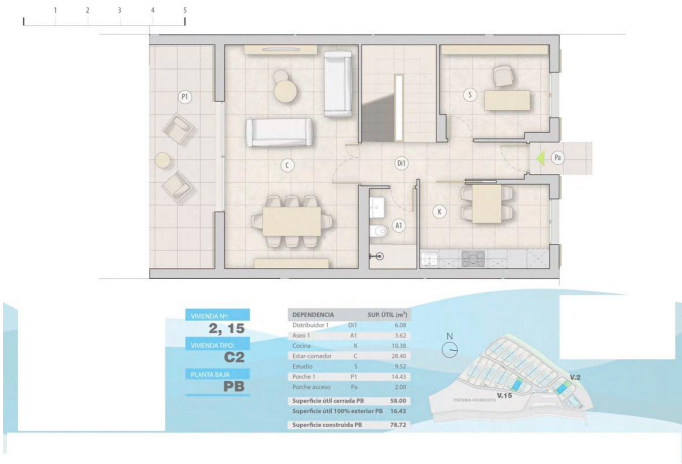 1 2 3 4 5
P1
S
C
Di1
Pa
A1
K
VIVIENDA Nº:
2, 15
VIVIENDA TIPO:
C2
PLANTA BAJA
PB
DEPENDENCIA SUP. ÚTIL (m²)
Distribuidor 1 Di1 6.08
Aseo 1 A1 3.62
Cocina K 10.38
Estar-comedor C 28.40
Estudio S 9.52
Porche 1 P1 14.43
Porche acceso Pa 2.00
Superficie útil cerrada PB 58.00
Superficie útil 100% exterior PB 16.43
Superficie construida PB 78.72
N
V.2
V.15
PRÓXIMA PROMOCIÓN